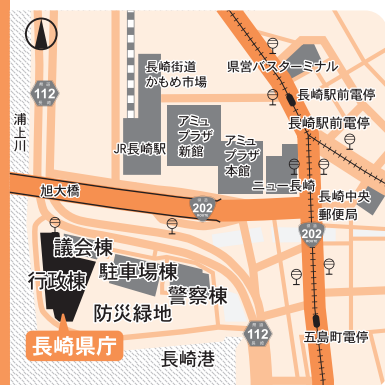 長崎街道
かもめ市場
県営バスターミナル
112
長崎駅前電停
浦上川
アミュ
プラザ
新館
長崎駅前電停
アミュ
プラザ
本館
JR長崎駅
ニュー長崎
旭大橋
202
長崎中央
郵便局
202
議会棟
行政棟
駐車場棟
警察棟
防災緑地
長崎県庁
長崎港
112
五島町電停